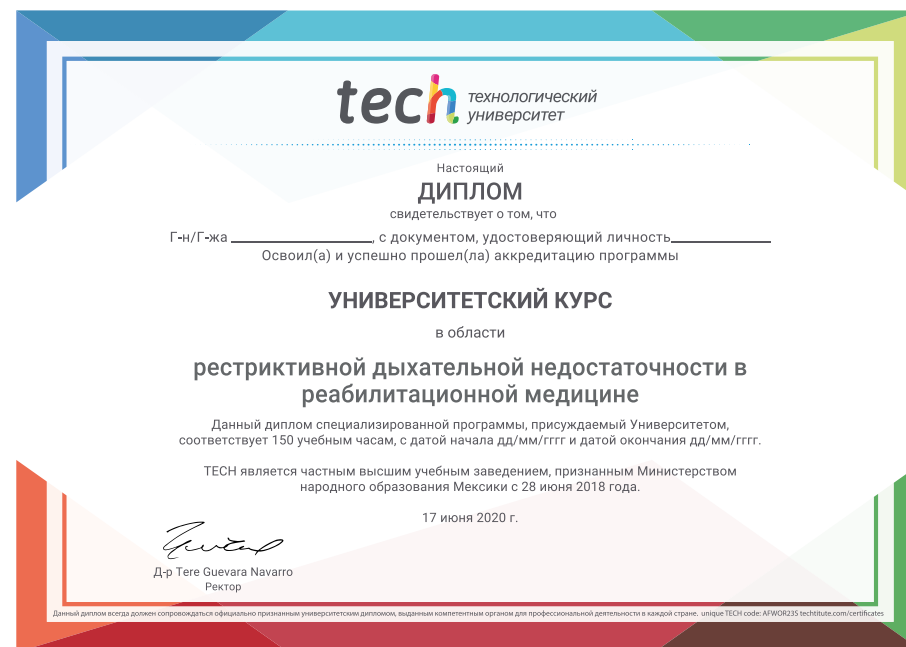 tech технологический
университет
Настоящий
ДИПЛОМ
свидетельствует о том, что
Г-н/Г-жа ____________, с документом, удостоверяющий личность____________
Освоил(а) и успешно прошел(ла) аккредитацию программы
УНИВЕРСИТЕТСКИЙ КУРС
в области
рестриктивной дыхательной недостаточности в
реабилитационной медицине
Данный диплом специализированной программы, присуждаемый Университетом,
соответствует 150 учебным часам, с датой начала дд/мм/гггг и датой окончания дд/мм/гггг.
TECH является частным высшим учебным заведением, признанным Министерством
народного образования Мексики с 28 июня 2018 года.
17 июня 2020 г.
Д-р Tere Guevara Navarro
Ректор
Данный диплом всегда должен сопровождаться официально признанным университетским дипломом, выданным компетентным органом для профессиональной деятельности в каждой стране. unique TECH code: AFWOR23S techtitute.com/certificates